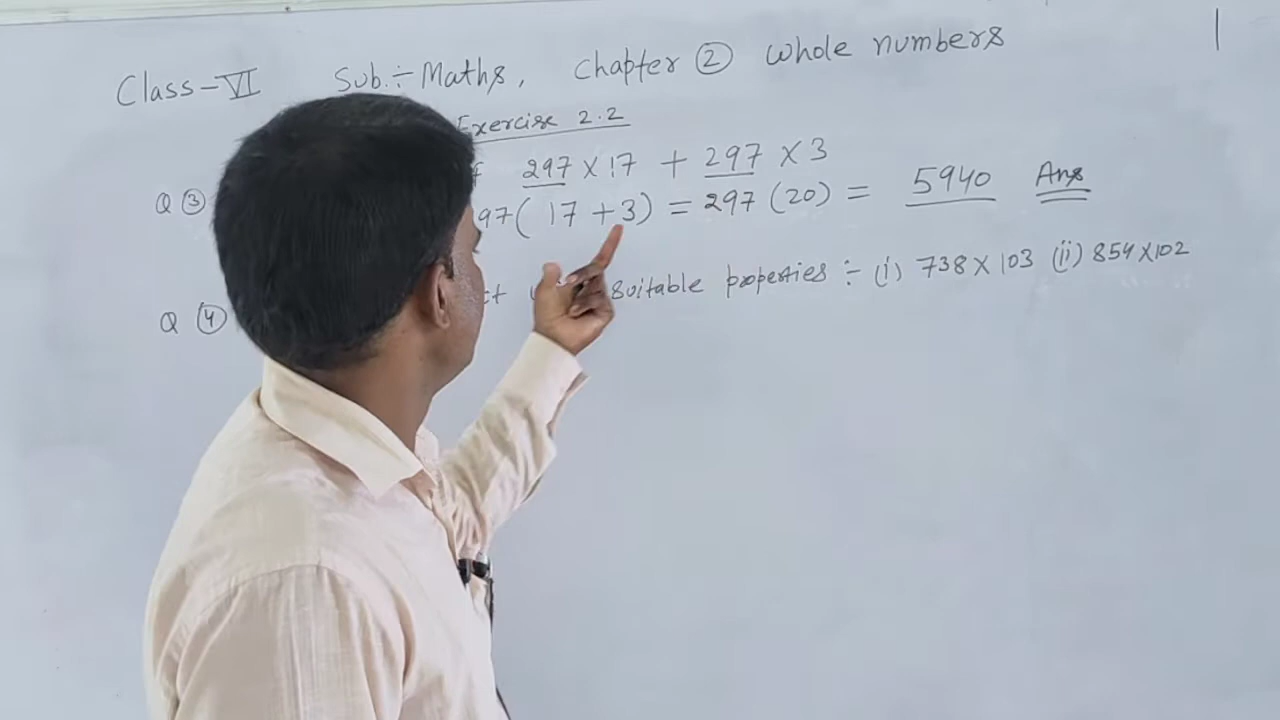 Class-VI Sub.÷ Maths, Chapter ② Whole numbers
Exercise 2.2
Q ③ 297 × 17 + 297 × 3
97( 17 + 3) = 297 (20) = 5940 Ans
Q ④ suitable properties ÷ (i) 738 × 103 (ii) 854 × 102